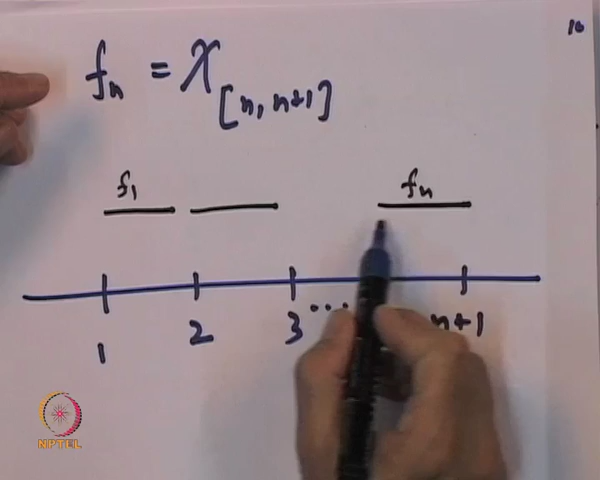 10
fₙ = χ[n, n+1]
f₁ fₙ
1 2 3 ... n+1
NPTEL